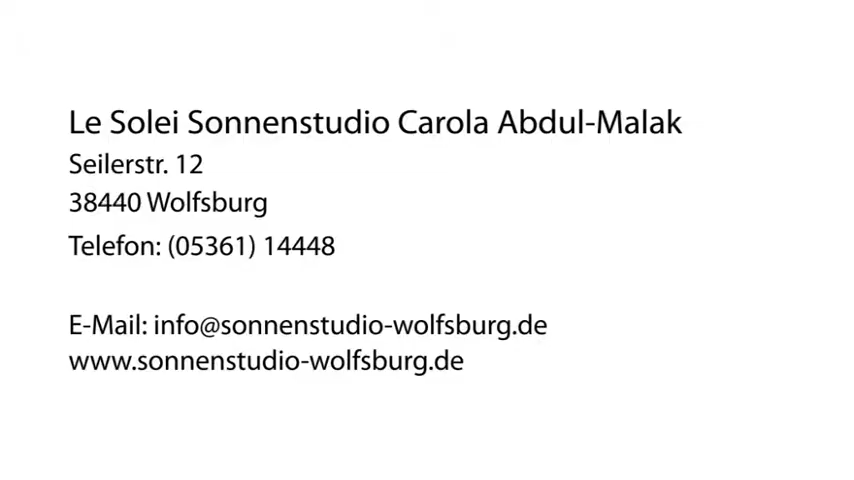 Le Solei Sonnenstudio Carola Abdul-Malak
Seilerstr. 12
38440 Wolfsburg
Telefon: (05361) 14448
E-Mail: info@sonnenstudio-wolfsburg.de
www.sonnenstudio-wolfsburg.de